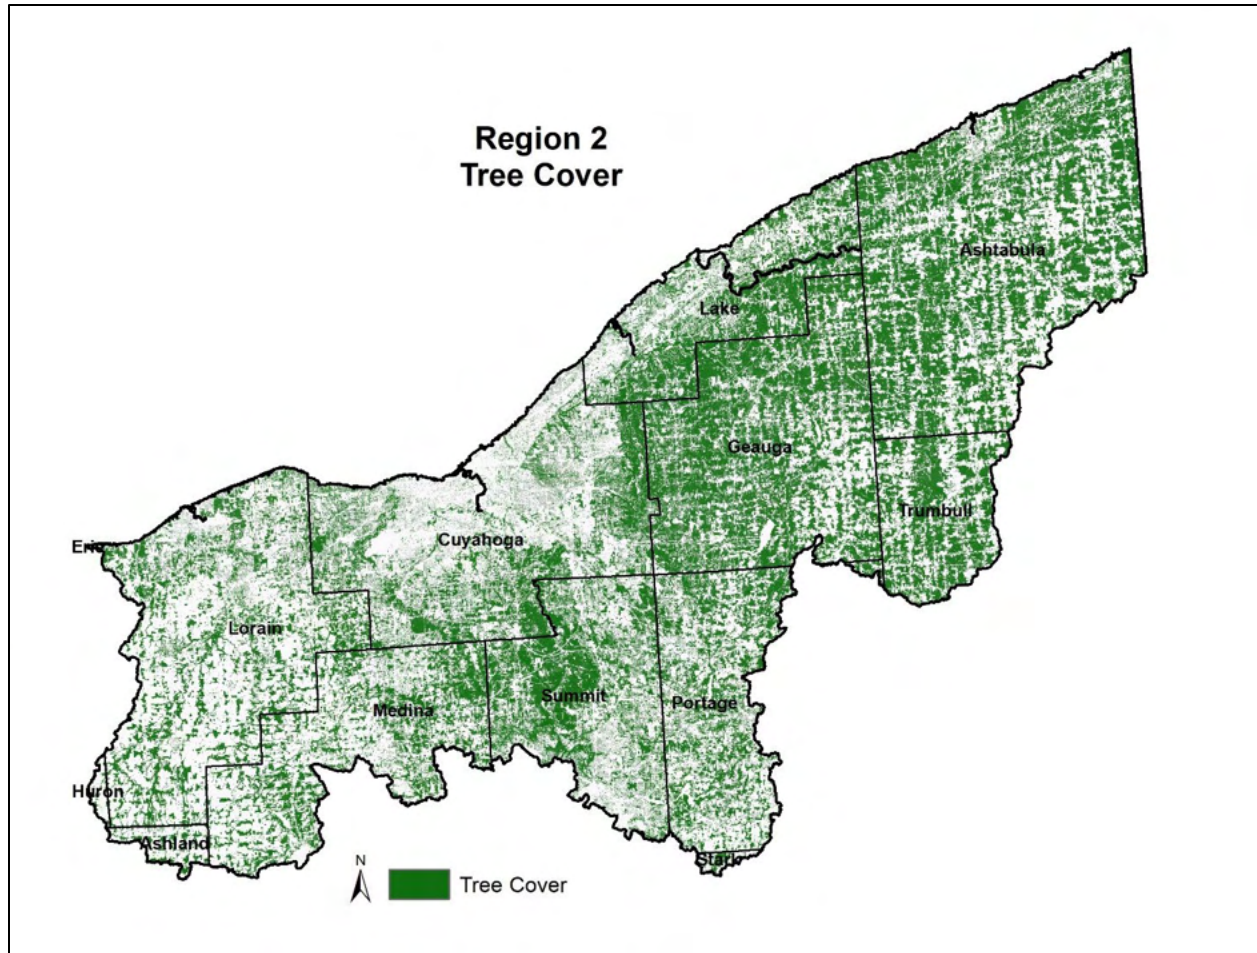 Region 2
Tree Cover
Ashtabula
Lake
Geauga
Trumbull
Cuyahoga
Erie
Lorain
Summit
Portage
Medina
Huron
Ashland
Stark
N
Tree Cover